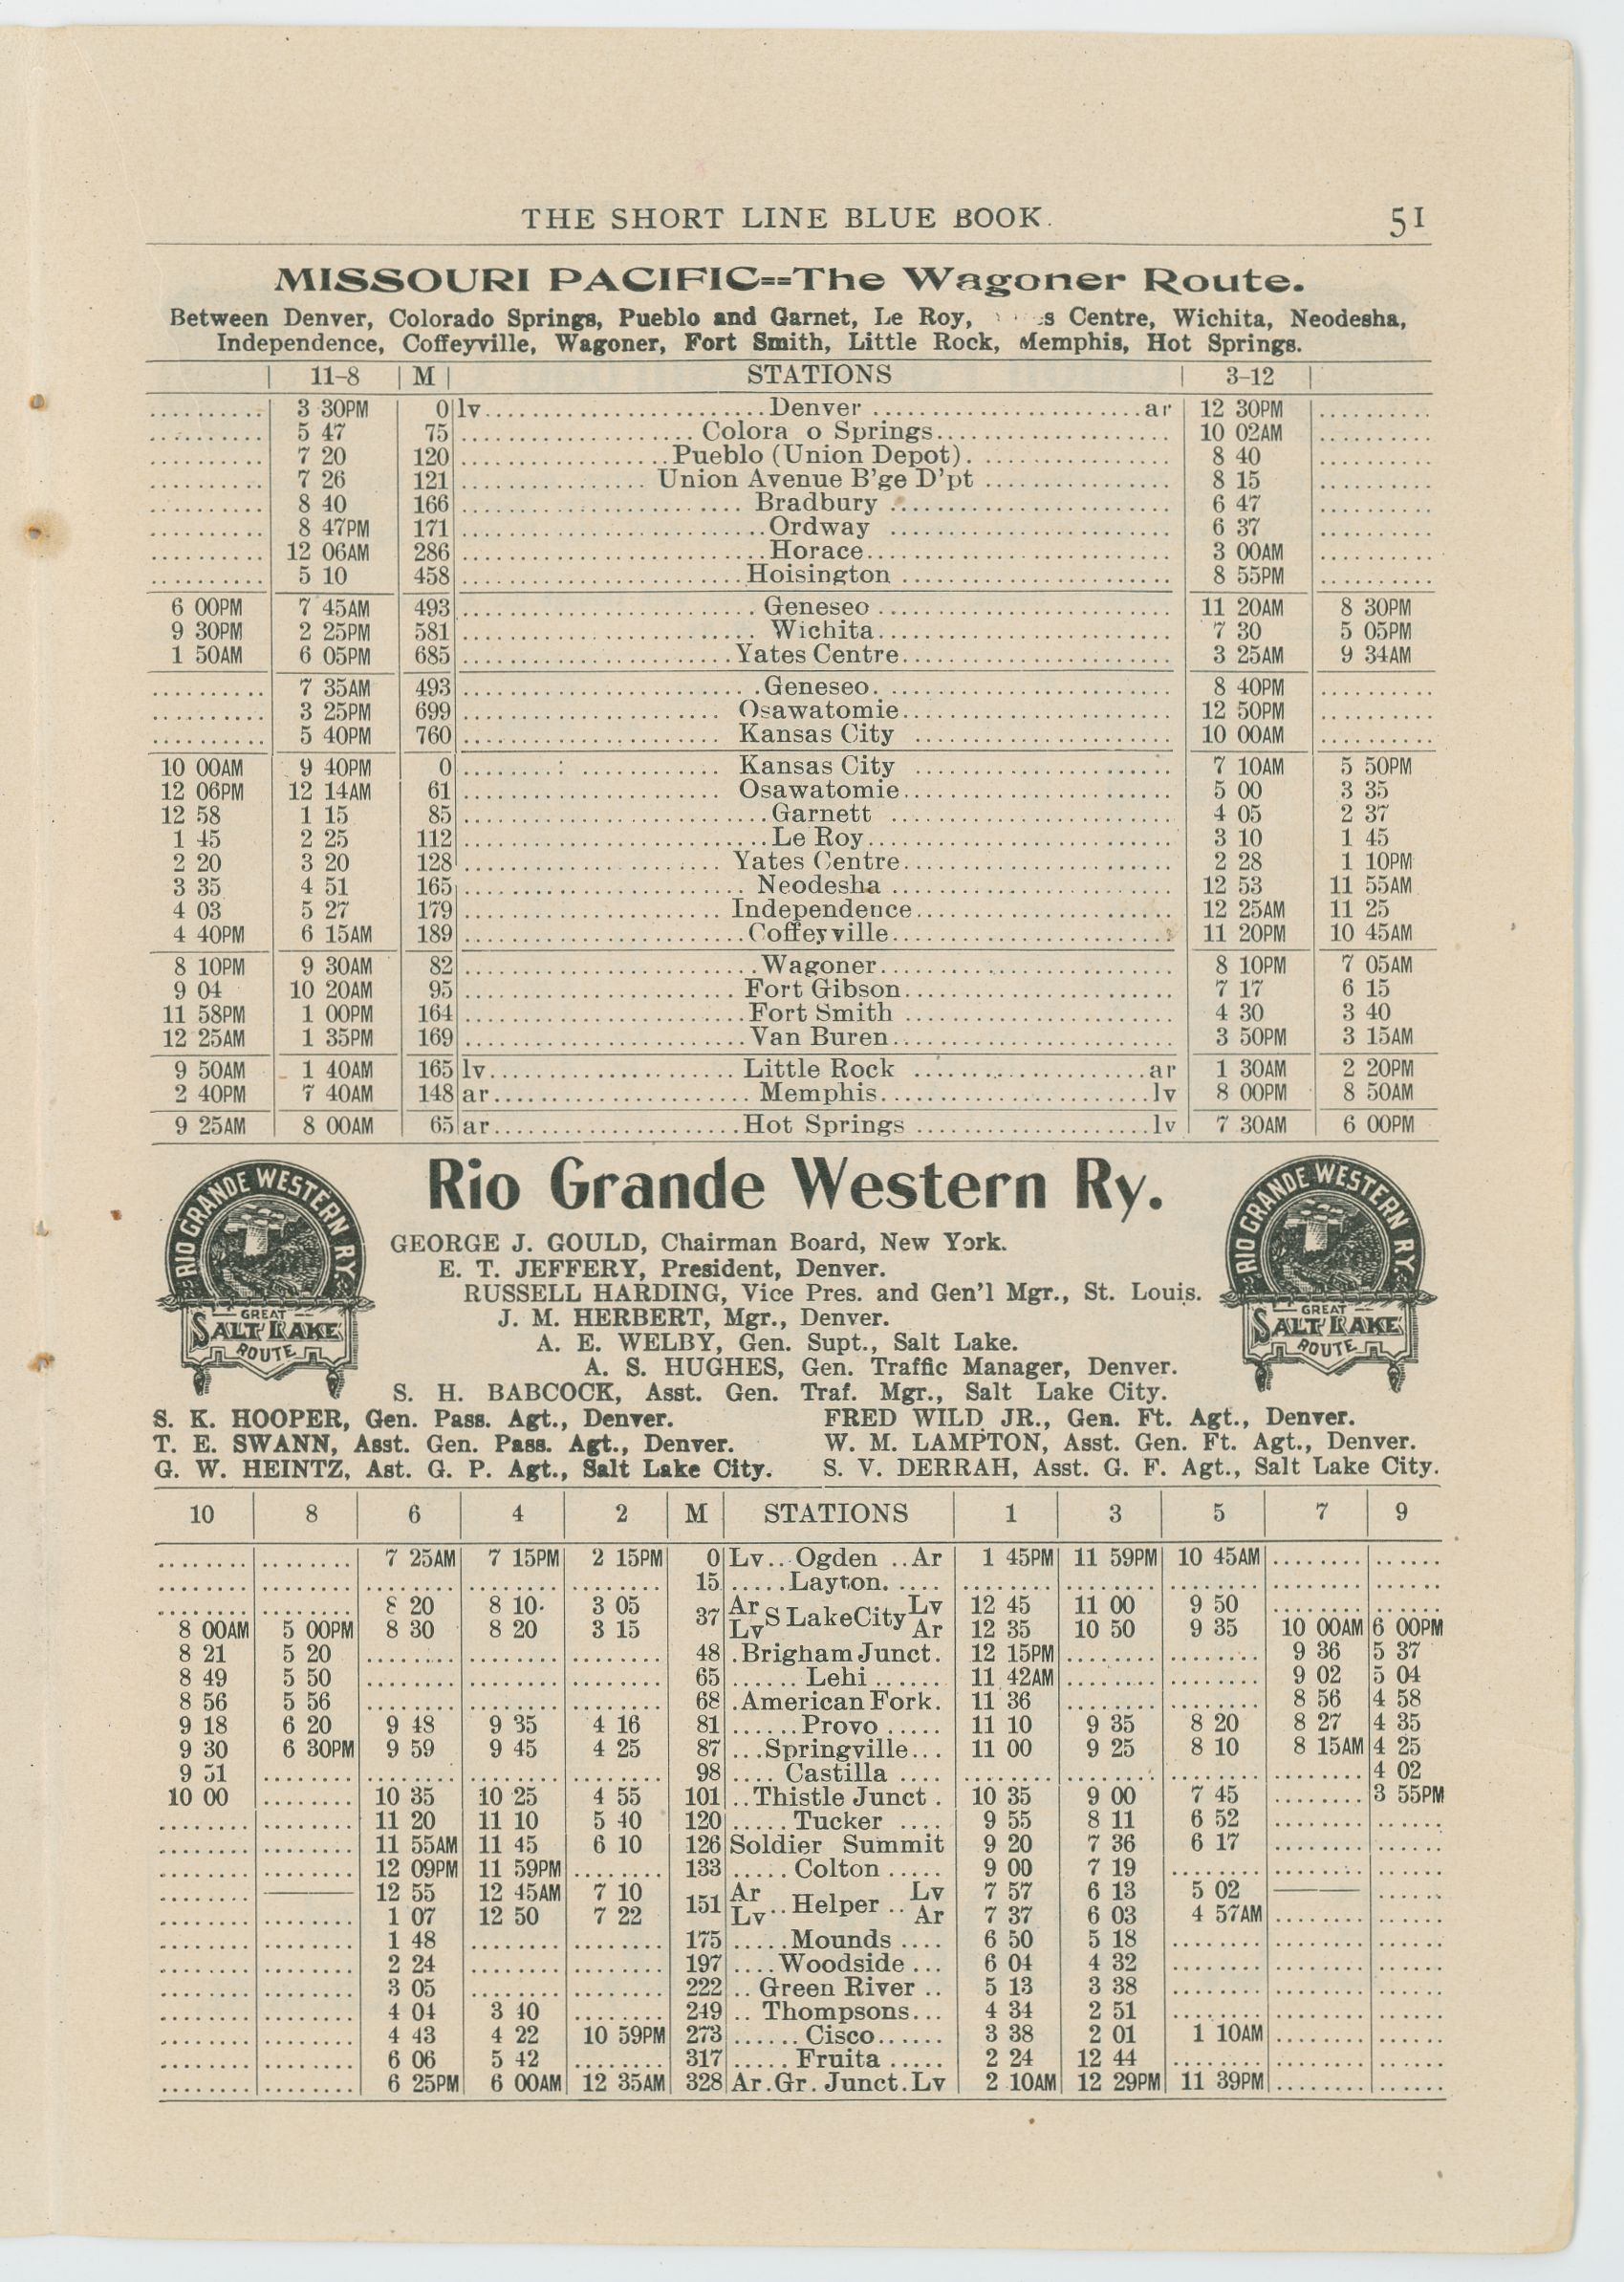 THE SHORT LINE BLUE BOOK. 51
MISSOURI PACIFIC==The Wagoner Route.
Between Denver, Colorado Springs, Pueblo and Garnet, Le Roy, s Centre, Wichita, Neodesha,
Independence, Coffeyville, Wagoner, Fort Smith, Little Rock, Memphis, Hot Springs.
11-8 M STATIONS 3-12
3 30PM 0 lv Denver ar 12 30PM
5 47 75 Colora o Springs 10 02AM
7 20 120 Pueblo (Union Depot) 8 40
7 26 121 Union Avenue B'ge D'pt 8 15
8 40 166 Bradbury 6 47
8 47PM 171 Ordway 6 37
12 06AM 286 Horace 3 00AM
5 10 458 Hoisington 8 55PM
6 00PM 7 45AM 493 Geneseo 11 20AM 8 30PM
9 30PM 2 25PM 581 Wichita 7 30 5 05PM
1 50AM 6 05PM 685 Yates Centre 3 25AM 9 34AM
7 35AM 493 Geneseo 8 40PM
3 25PM 699 Osawatomie 12 50PM
5 40PM 760 Kansas City 10 00AM
10 00AM 9 40PM 0 Kansas City 7 10AM 5 50PM
12 06PM 12 14AM 61 Osawatomie 5 00 3 35
12 58 1 15 85 Garnett 4 05 2 37
1 45 2 25 112 Le Roy 3 10 1 45
2 20 3 20 128 Yates Centre 2 28 1 10PM
3 35 4 51 165 Neodesha 12 53 11 55AM
4 03 5 27 179 Independence 12 25AM 11 25
4 40PM 6 15AM 189 Coffeyville 11 20PM 10 45AM
8 10PM 9 30AM 82 Wagoner 8 10PM 7 05AM
9 04 10 20AM 95 Fort Gibson 7 17 6 15
11 58PM 1 00PM 164 Fort Smith 4 30 3 40
12 25AM 1 35PM 169 Van Buren 3 50PM 3 15AM
9 50AM 1 40AM 165 lv Little Rock ar 1 30AM 2 20PM
2 40PM 7 40AM 148 ar Memphis lv 8 00PM 8 50AM
9 25AM 8 00AM 65 ar Hot Springs lv 7 30AM 6 00PM
RIO GRANDE WESTERN RY.
GREAT
SALT LAKE
ROUTE
Rio Grande Western Ry.
RIO GRANDE WESTERN RY.
GREAT
SALT LAKE
ROUTE
GEORGE J. GOULD, Chairman Board, New York.
E. T. JEFFERY, President, Denver.
RUSSELL HARDING, Vice Pres. and Gen'l Mgr., St. Louis.
J. M. HERBERT, Mgr., Denver.
A. E. WELBY, Gen. Supt., Salt Lake.
A. S. HUGHES, Gen. Traffic Manager, Denver.
S. H. BABCOCK, Asst. Gen. Traf. Mgr., Salt Lake City.
S. K. HOOPER, Gen. Pass. Agt., Denver. FRED WILD JR., Gen. Ft. Agt., Denver.
T. E. SWANN, Asst. Gen. Pass. Agt., Denver. W. M. LAMPTON, Asst. Gen. Ft. Agt., Denver.
G. W. HEINTZ, Ast. G. P. Agt., Salt Lake City. S. V. DERRAH, Asst. G. F. Agt., Salt Lake City.
10 8 6 4 2 M STATIONS 1 3 5 7 9
7 25AM 7 15PM 2 15PM 0 Lv Ogden Ar 1 45PM 11 59PM 10 45AM
15 Layton
8 20 8 10 3 05 37 Ar S LakeCity Lv 12 45 11 00 9 50
8 00AM 5 00PM 8 30 8 20 3 15 Lv Ar 12 35 10 50 9 35 10 00AM 6 00PM
8 21 5 20 48 Brigham Junct. 12 15PM 9 36 5 37
8 49 5 50 65 Lehi 11 42AM 9 02 5 04
8 56 5 56 68 American Fork 11 36 8 56 4 58
9 18 6 20 9 48 9 35 4 16 81 Provo 11 10 9 35 8 20 8 27 4 35
9 30 6 30PM 9 59 9 45 4 25 87 Springville 11 00 9 25 8 10 8 15AM 4 25
9 51 98 Castilla 4 02
10 00 10 35 10 25 4 55 101 Thistle Junct. 10 35 9 00 7 45 3 55PM
11 20 11 10 5 40 120 Tucker 9 55 8 11 6 52
11 55AM 11 45 6 10 126 Soldier Summit 9 20 7 36 6 17
12 09PM 11 59PM 133 Colton 9 00 7 19
12 55 12 45AM 7 10 151 Ar Helper Lv 7 57 6 13 5 02
1 07 12 50 7 22 Lv Ar 7 37 6 03 4 57AM
1 48 175 Mounds 6 50 5 18
2 24 197 Woodside 6 04 4 32
3 05 222 Green River 5 13 3 38
4 04 3 40 249 Thompsons 4 34 2 51
4 43 4 22 10 59PM 273 Cisco 3 38 2 01 1 10AM
6 06 5 42 317 Fruita 2 24 12 44
6 25PM 6 00AM 12 35AM 328 Ar. Gr. Junct. Lv 2 10AM 12 29PM 11 39PM